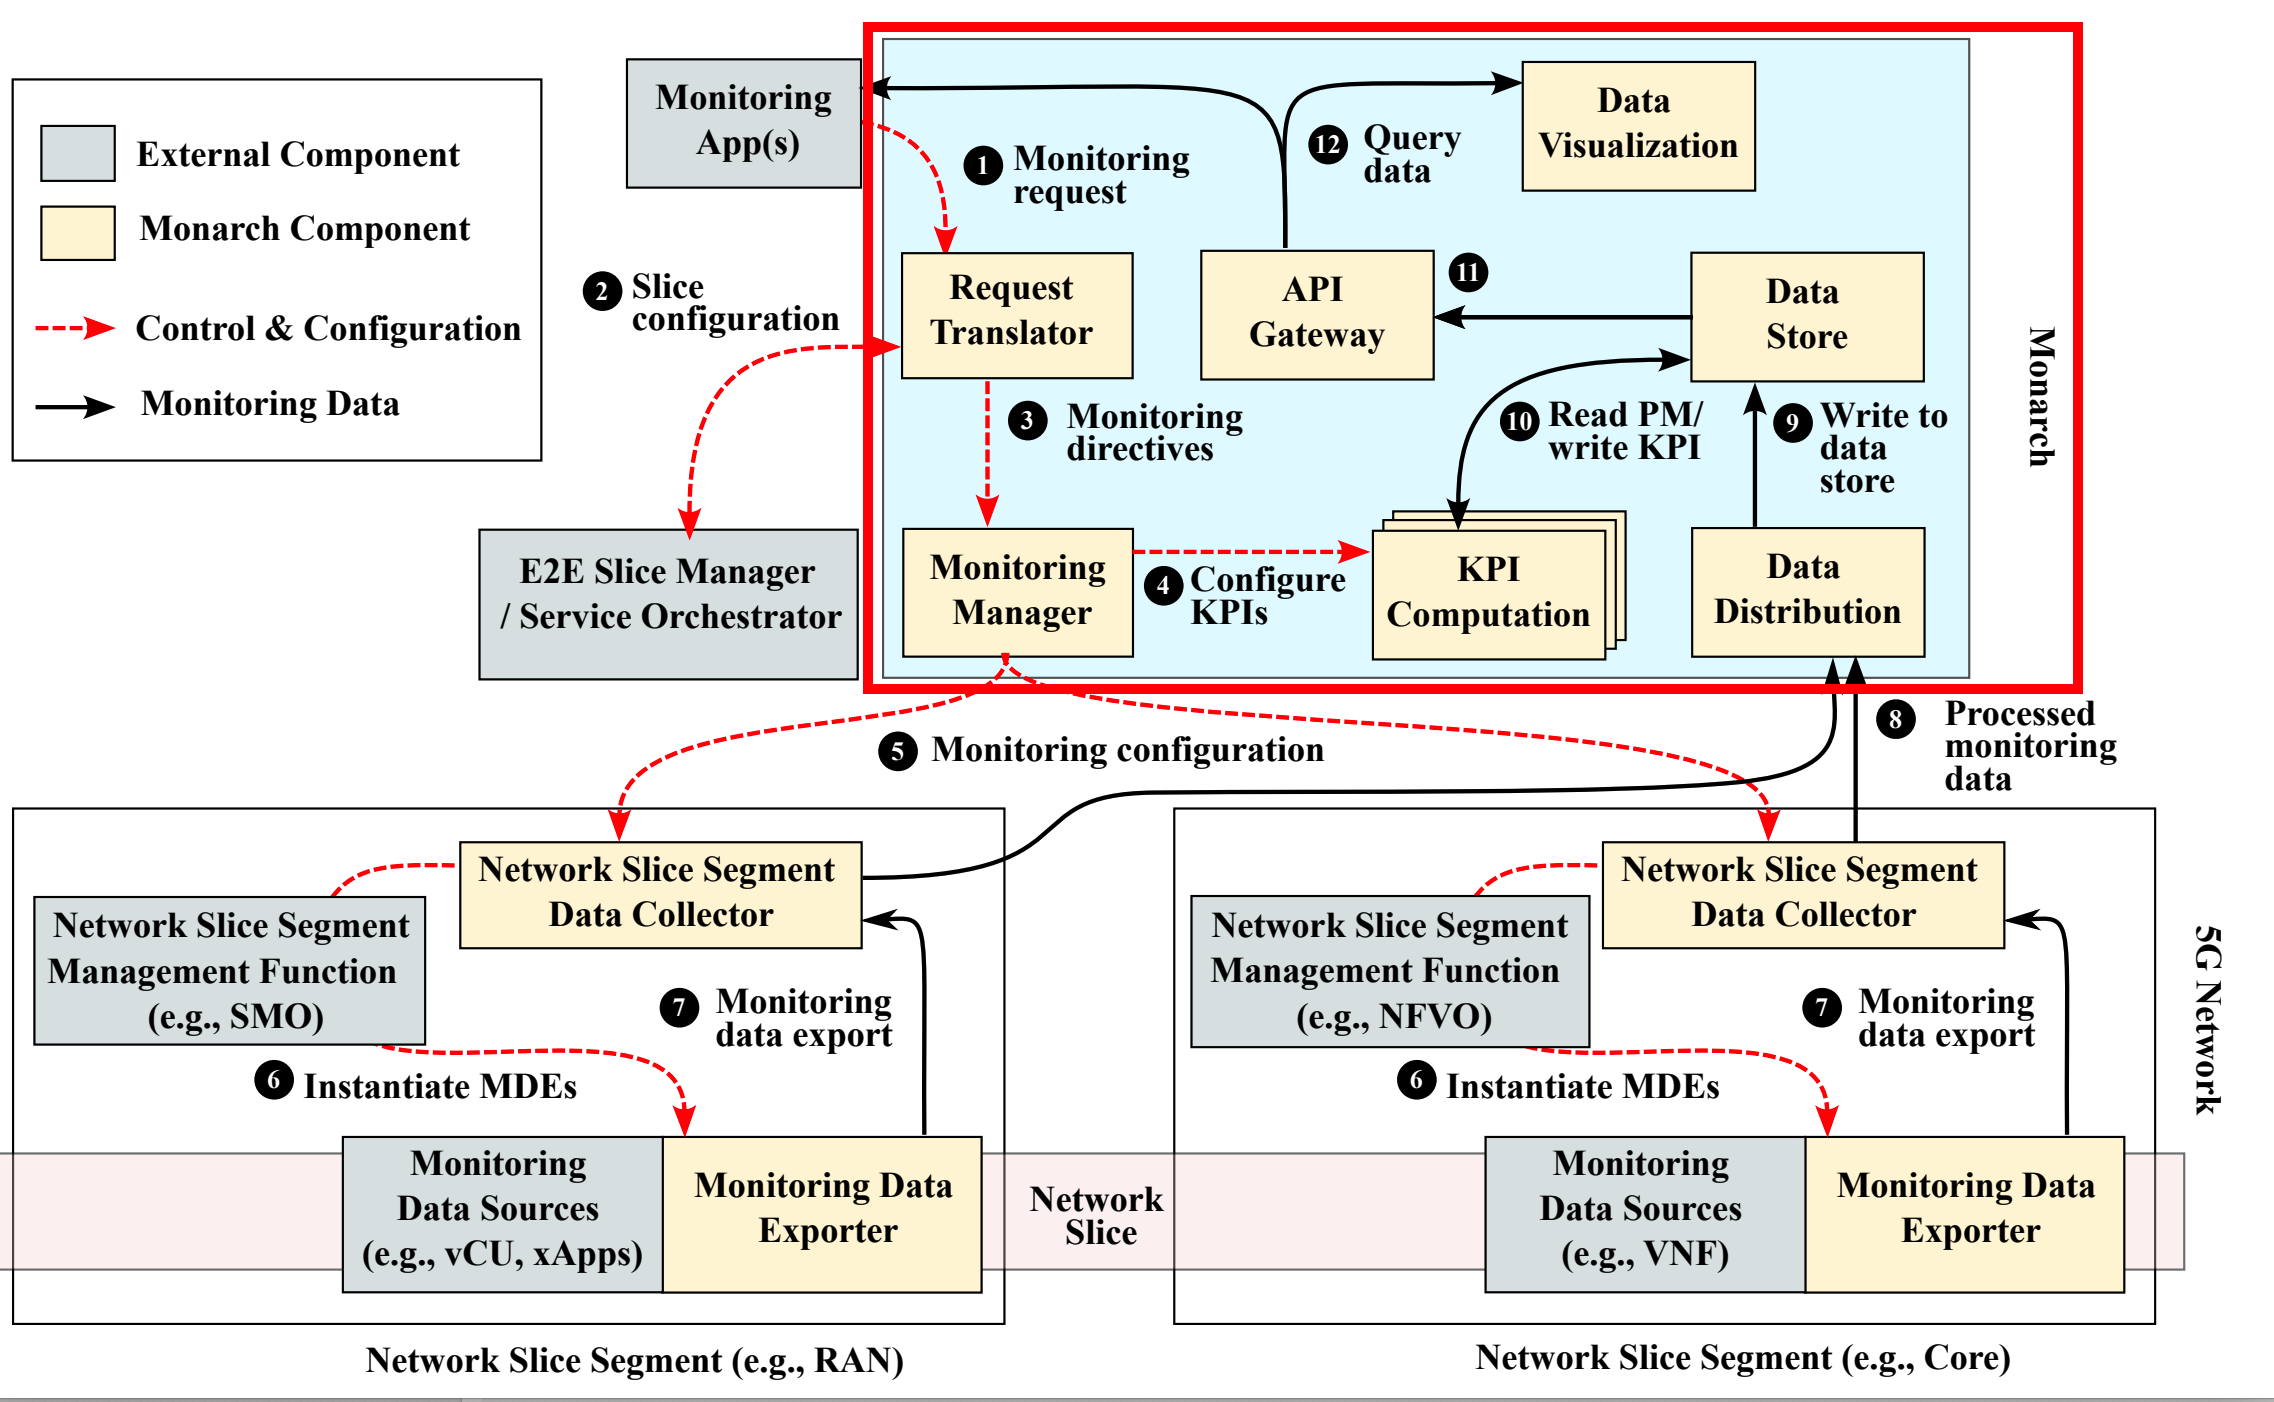 External Component
Monarch Component
Control & Configuration
Monitoring Data
Monitoring
App(s)
1 Monitoring
request
12 Query
data
Data
Visualization
2 Slice
configuration
Request
Translator
API
Gateway
11
Data
Store
Monarch
3 Monitoring
directives
10 Read PM/
write KPI
9 Write to
data
store
E2E Slice Manager
/ Service Orchestrator
Monitoring
Manager
4 Configure
KPIs
KPI
Computation
Data
Distribution
5 Monitoring configuration
8 Processed
monitoring
data
Network Slice Segment
Data Collector
Network Slice Segment
Management Function
(e.g., SMO)
7 Monitoring
data export
6 Instantiate MDEs
Monitoring
Data Sources
(e.g., vCU, xApps)
Monitoring Data
Exporter
Network
Slice
Network Slice Segment
Data Collector
Network Slice Segment
Management Function
(e.g., NFVO)
7 Monitoring
data export
6 Instantiate MDEs
Monitoring
Data Sources
(e.g., VNF)
Monitoring Data
Exporter
5G Network
Network Slice Segment (e.g., RAN)
Network Slice Segment (e.g., Core)